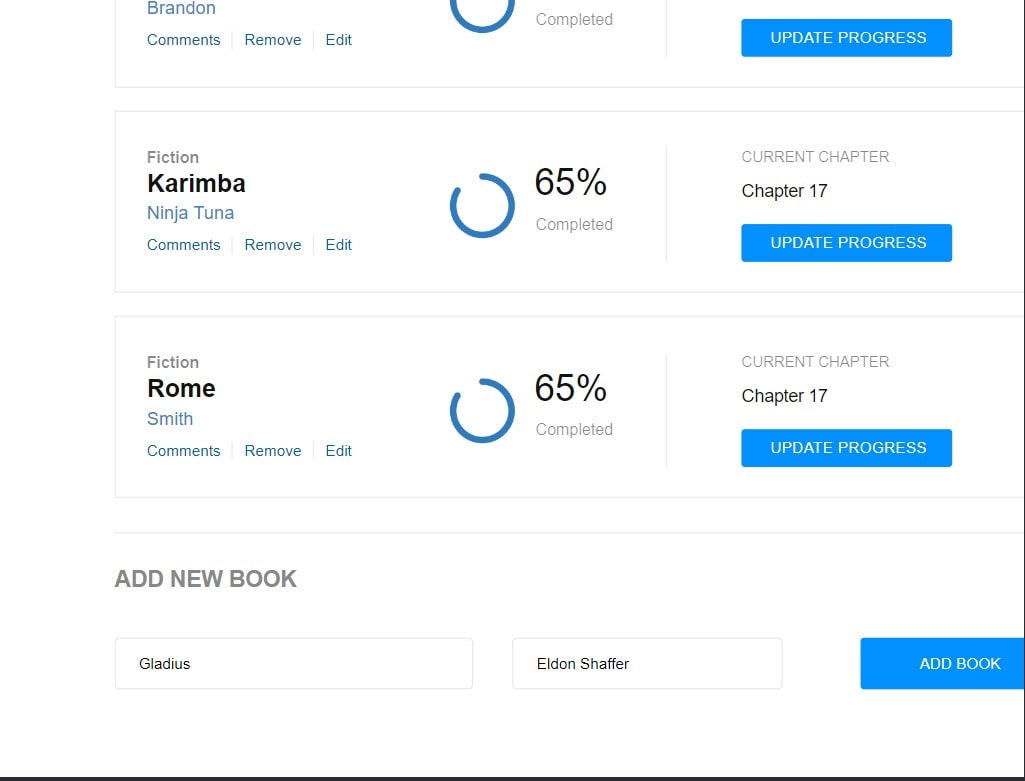 Brandon
Comments Remove Edit
Completed
UPDATE PROGRESS
Fiction
Karimba
Ninja Tuna
Comments Remove Edit
65%
Completed
CURRENT CHAPTER
Chapter 17
UPDATE PROGRESS
Fiction
Rome
Smith
Comments Remove Edit
65%
Completed
CURRENT CHAPTER
Chapter 17
UPDATE PROGRESS
ADD NEW BOOK
Gladius
Eldon Shaffer
ADD BOOK